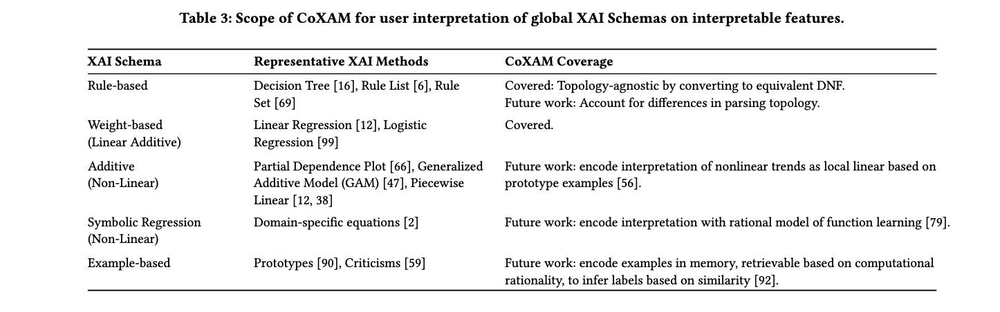 Table 3: Scope of CoXAM for user interpretation of global XAI Schemas on interpretable features.
XAI Schema Representative XAI Methods CoXAM Coverage
Rule-based Decision Tree [16], Rule List [6], Rule Covered: Topology-agnostic by converting to equivalent DNF.
Set [69] Future work: Account for differences in parsing topology.
Weight-based Linear Regression [12], Logistic Covered.
(Linear Additive) Regression [99]
Additive Partial Dependence Plot [66], Generalized Future work: encode interpretation of nonlinear trends as local linear based on
(Non-Linear) Additive Model (GAM) [47], Piecewise prototype examples [56].
Linear [12, 38]
Symbolic Regression Domain-specific equations [2] Future work: encode interpretation with rational model of function learning [79].
(Non-Linear)
Example-based Prototypes [90], Criticisms [59] Future work: encode examples in memory, retrievable based on computational
rationality, to infer labels based on similarity [92].